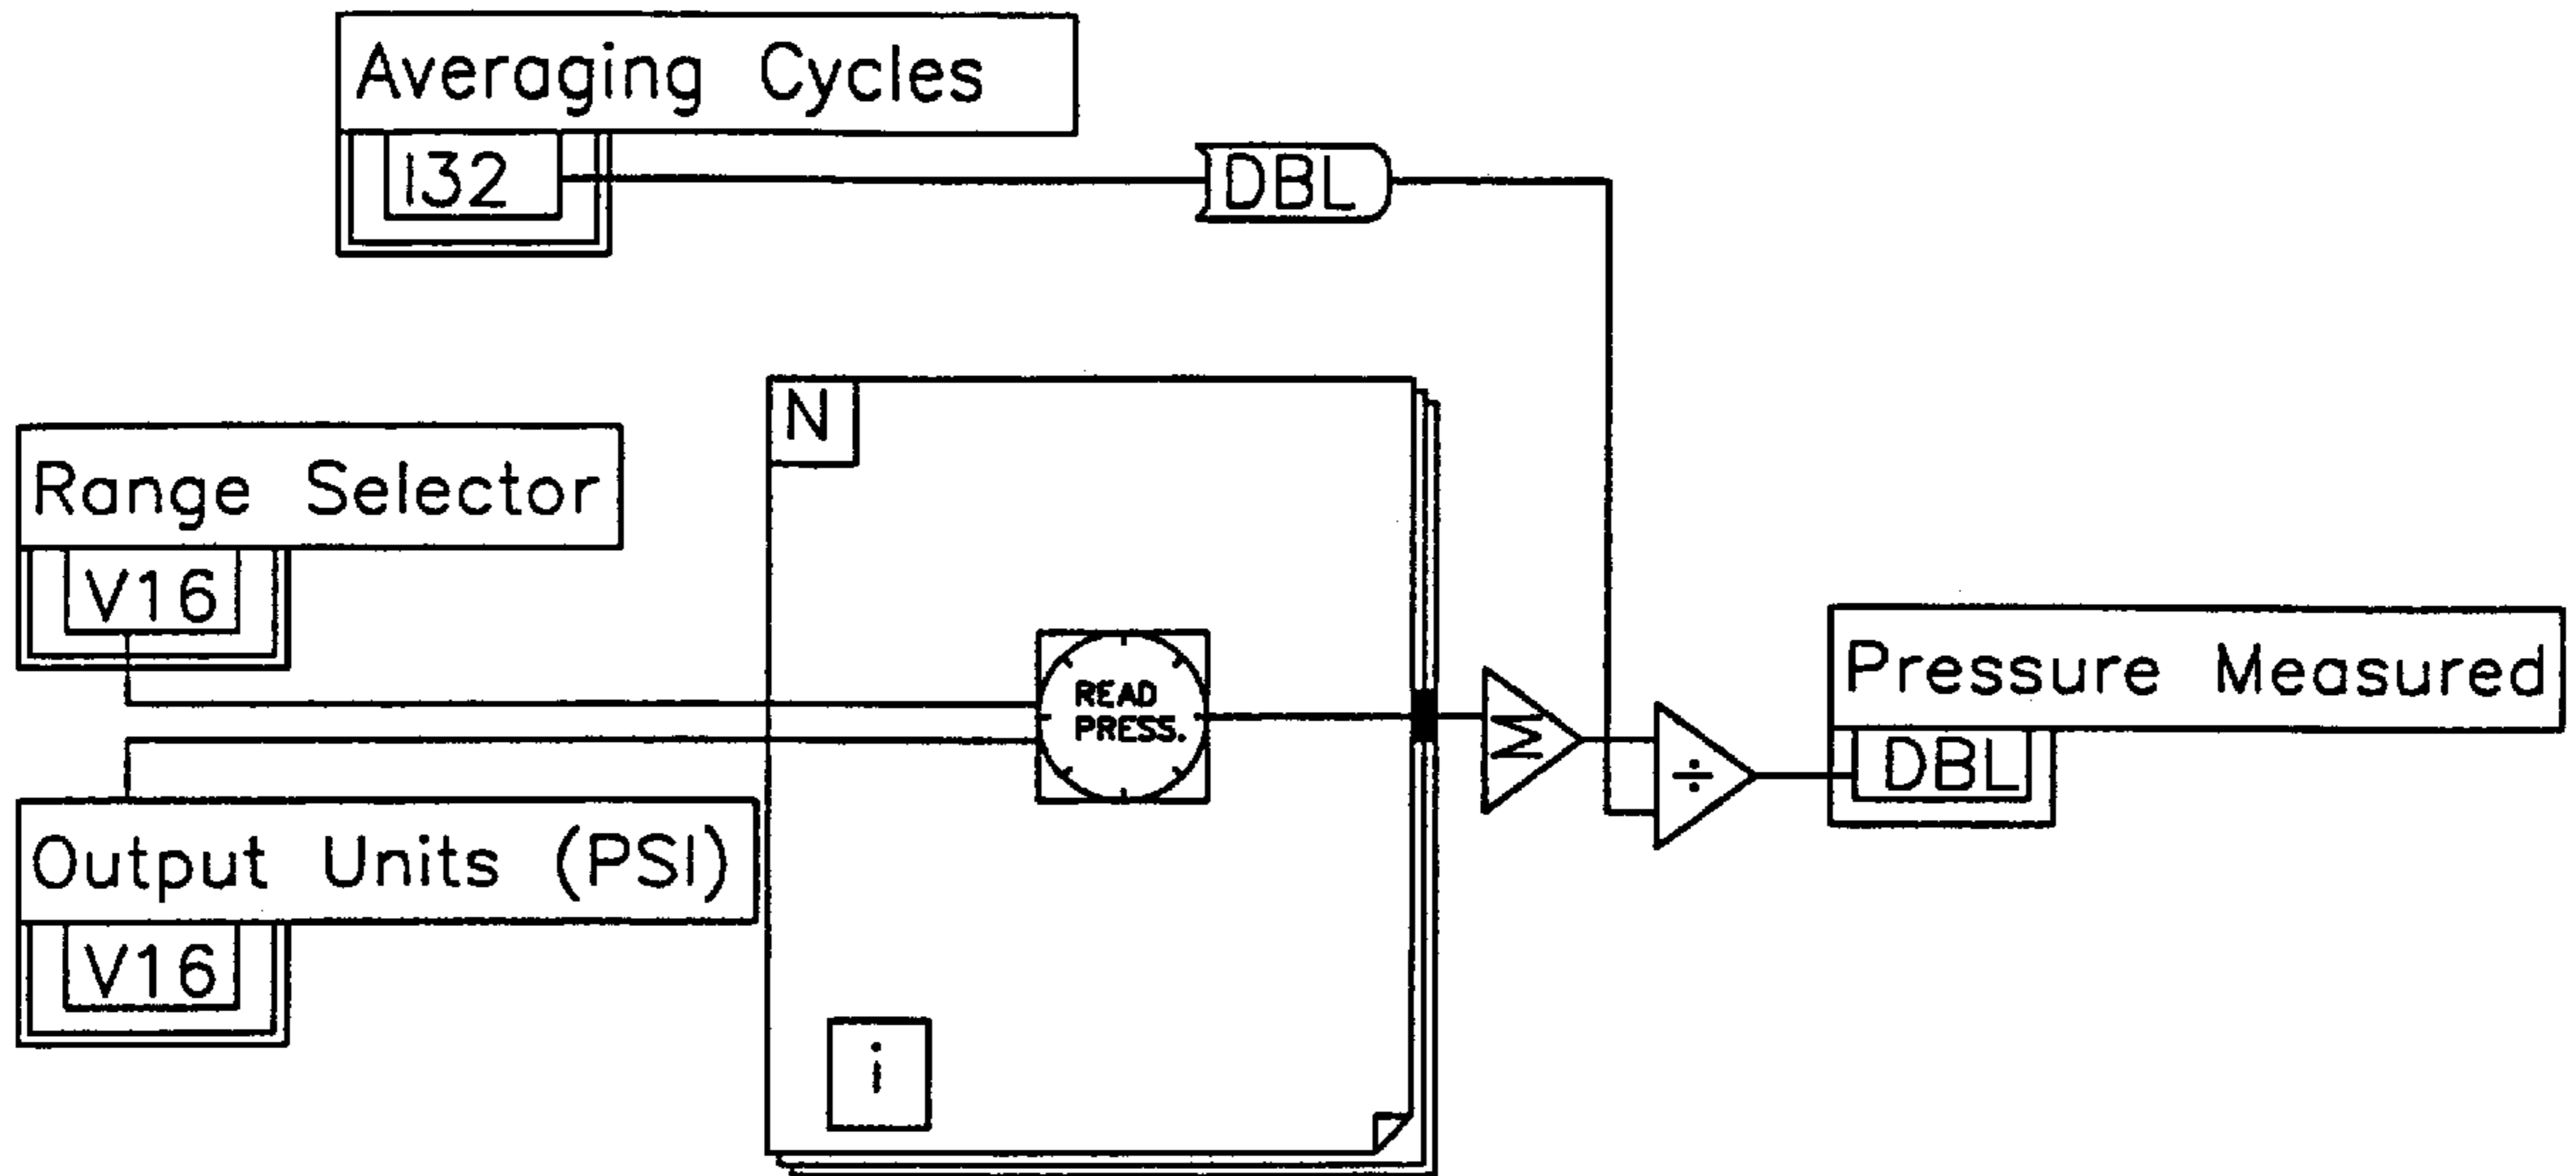 Averaging Cycles
I32
DBL
N
Range Selector
V16
READ
PRESS.
Σ
÷
Pressure Measured
DBL
Output Units (PSI)
V16
i